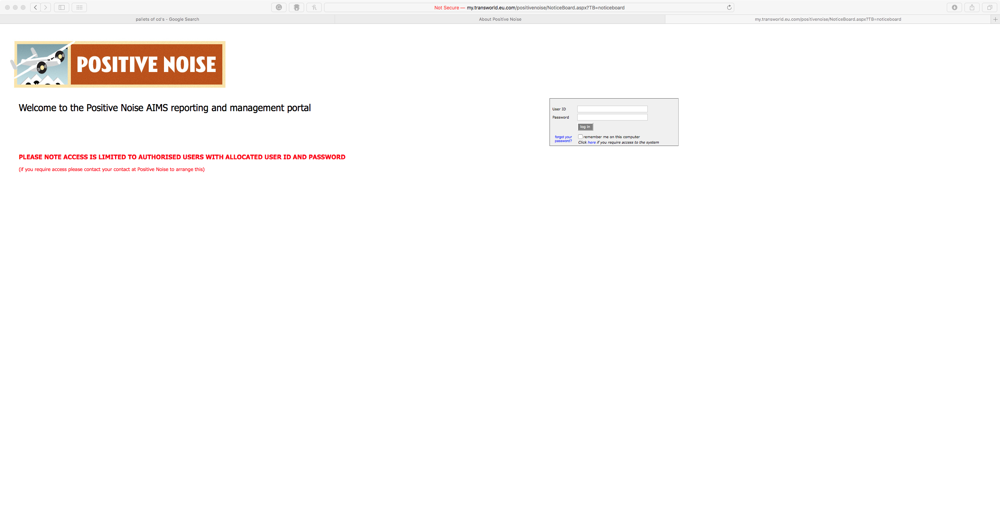 Not Secure — my.transworld.eu.com/positivenoise/NoticeBoard.aspx?TB=noticeboard
pallets of cd's - Google Search
About Positive Noise
my.transworld.eu.com/positivenoise/NoticeBoard.aspx?TB=noticeboard
POSITIVE NOISE
Welcome to the Positive Noise AIMS reporting and management portal
User ID
Password
log in
forgot your
password?
remember me on this computer
Click here if you require access to the system
PLEASE NOTE ACCESS IS LIMITED TO AUTHORISED USERS WITH ALLOCATED USER ID AND PASSWORD
(if you require access please contact your contact at Positive Noise to arrange this)